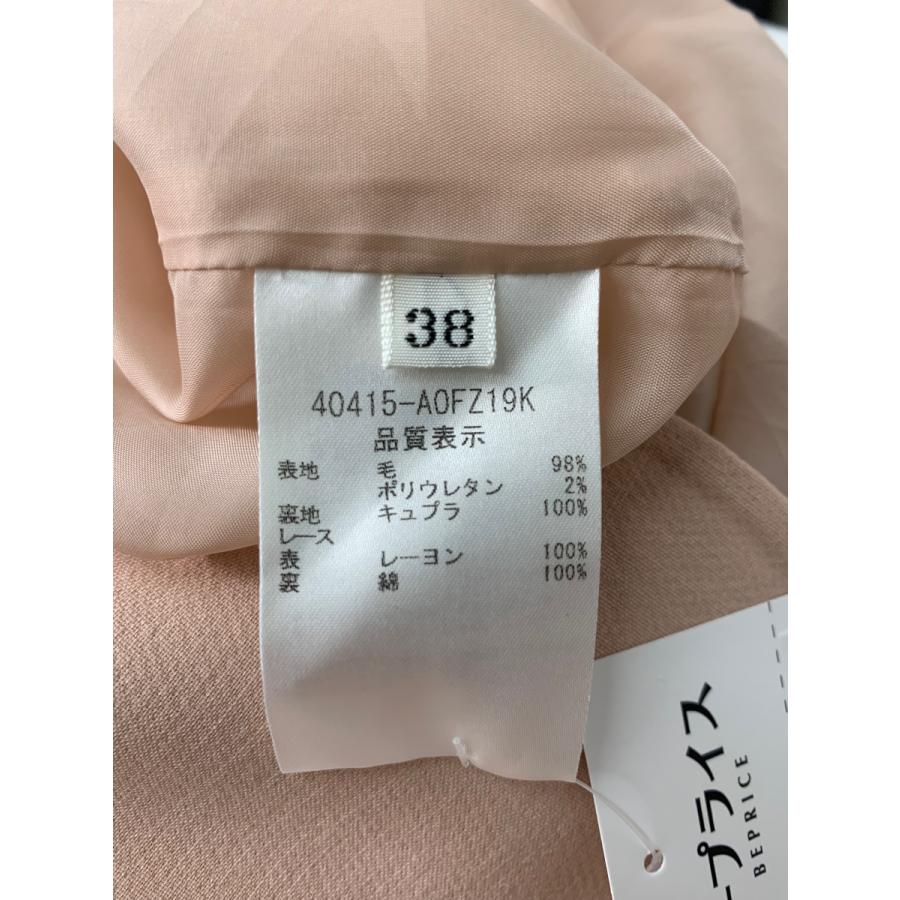 38
40415-A0FZ19K
品質表示
表地 毛 98%
ポリウレタン 2%
裏地 キュプラ 100%
レース
表 レーヨン 100%
裏 綿 100%
ープライス
BEPRICE